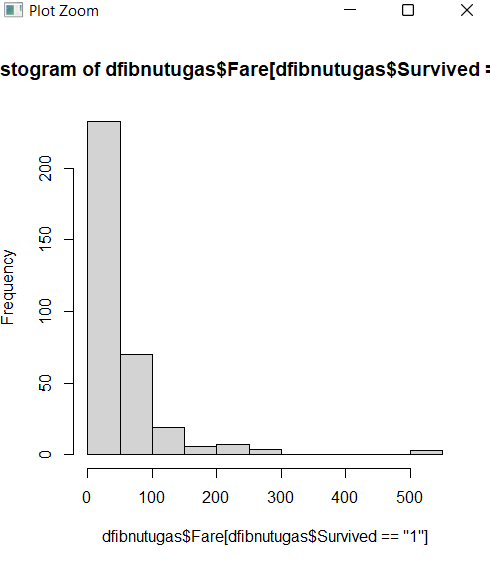 Plot Zoom
stogram of dfibnutugas$Fare[dfibnutugas$Survived =
200
150
100
50
0
Frequency
0 100 200 300 400 500
dfibnutugas$Fare[dfibnutugas$Survived == "1"]